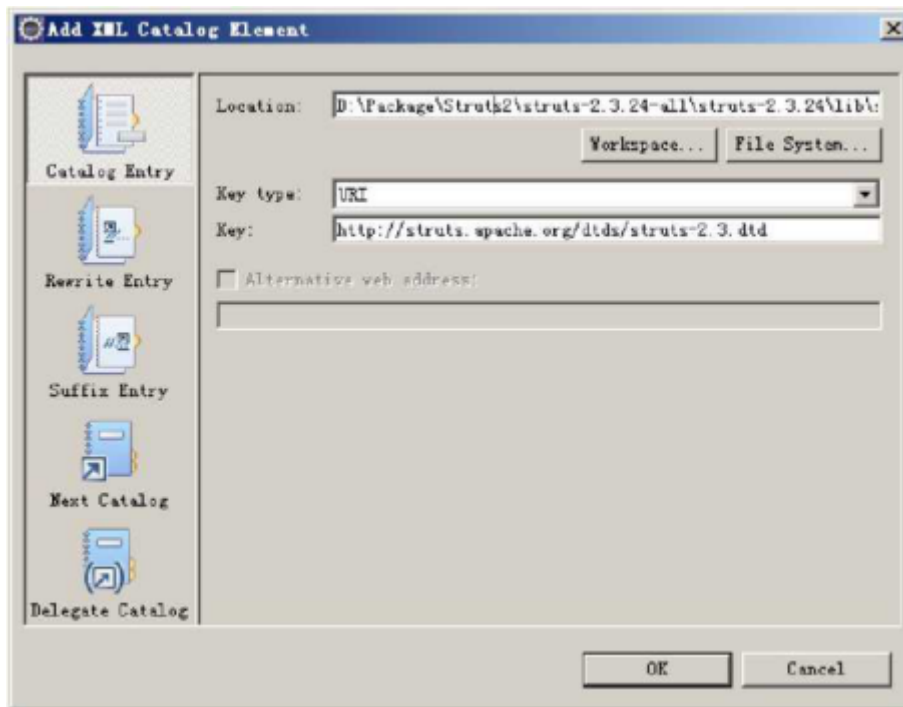 Add XML Catalog Element
Catalog Entry
Rewrite Entry
Suffix Entry
Next Catalog
Delegate Catalog
Location: D:\Package\Struts2\struts-2.3.24-all\struts-2.3.24\lib\
Workspace... File System...
Key type: URI
Key: http://struts.apache.org/dtds/struts-2.3.dtd
Alternative web address:
OK Cancel